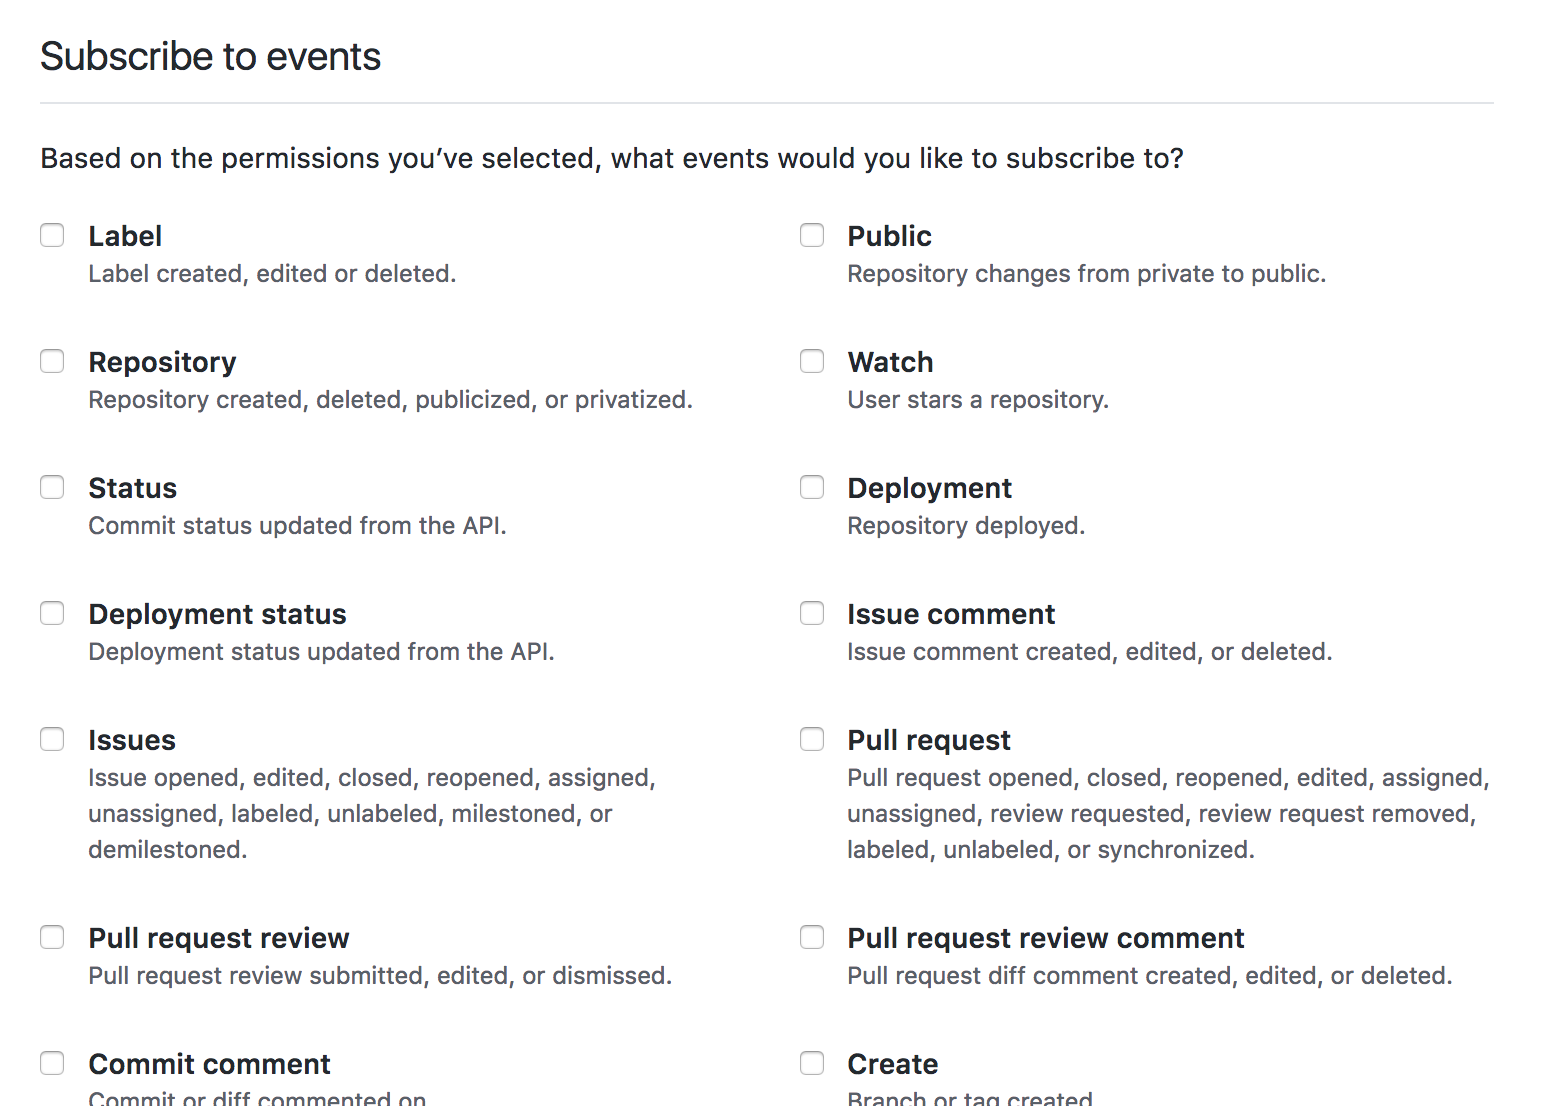 Subscribe to events
Based on the permissions you've selected, what events would you like to subscribe to?
Label
Label created, edited or deleted.
Public
Repository changes from private to public.
Repository
Repository created, deleted, publicized, or privatized.
Watch
User stars a repository.
Status
Commit status updated from the API.
Deployment
Repository deployed.
Deployment status
Deployment status updated from the API.
Issue comment
Issue comment created, edited, or deleted.
Issues
Issue opened, edited, closed, reopened, assigned,
unassigned, labeled, unlabeled, milestoned, or
demilestoned.
Pull request
Pull request opened, closed, reopened, edited, assigned,
unassigned, review requested, review request removed,
labeled, unlabeled, or synchronized.
Pull request review
Pull request review submitted, edited, or dismissed.
Pull request review comment
Pull request diff comment created, edited, or deleted.
Commit comment
Commit or diff commented on
Create
Branch or tag created